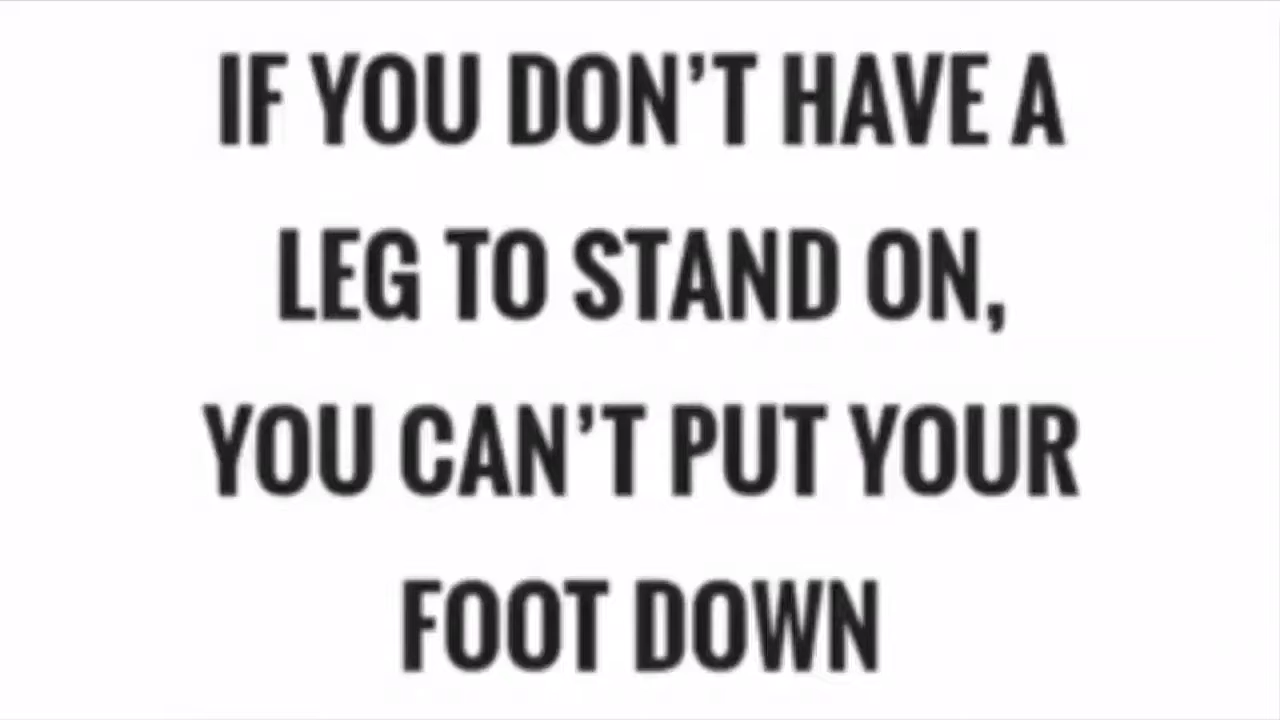 IF YOU DON’T HAVE A
LEG TO STAND ON,
YOU CAN’T PUT YOUR
FOOT DOWN